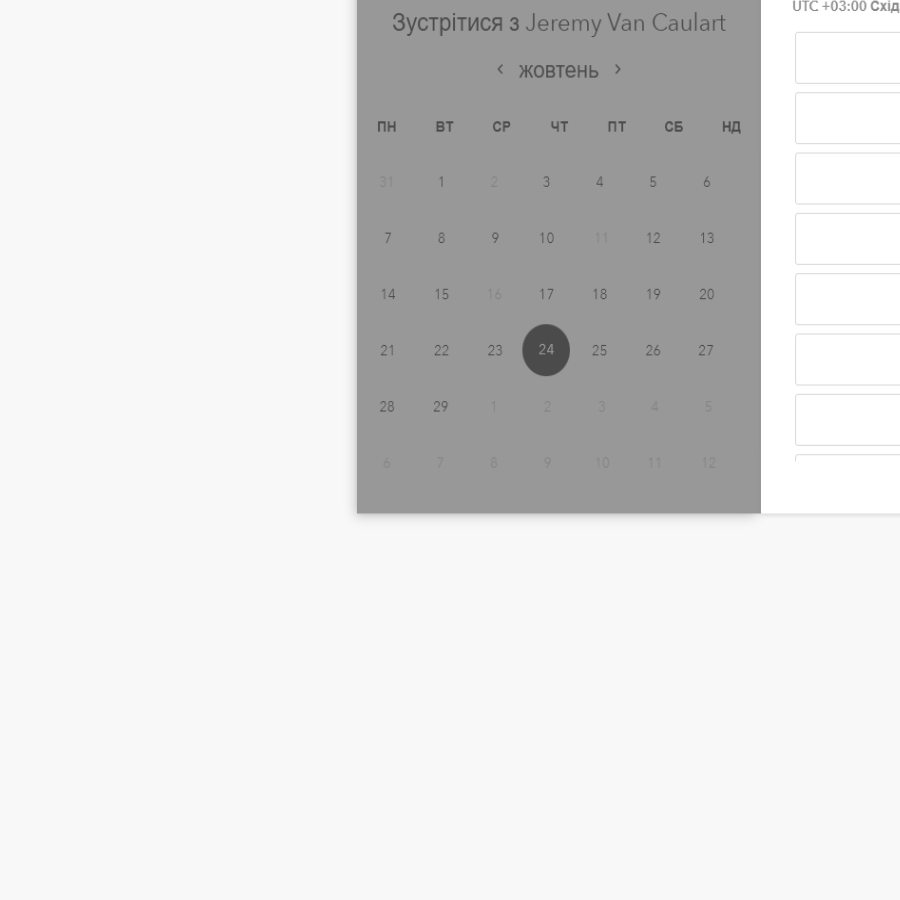 Зустрітися з Jeremy Van Caulart
UTC +03:00 Схід
жовтень
ПН ВТ СР ЧТ ПТ СБ НД
31 1 2 3 4 5 6
7 8 9 10 11 12 13
14 15 16 17 18 19 20
21 22 23 24 25 26 27
28 29 1 2 3 4 5
6 7 8 9 10 11 12